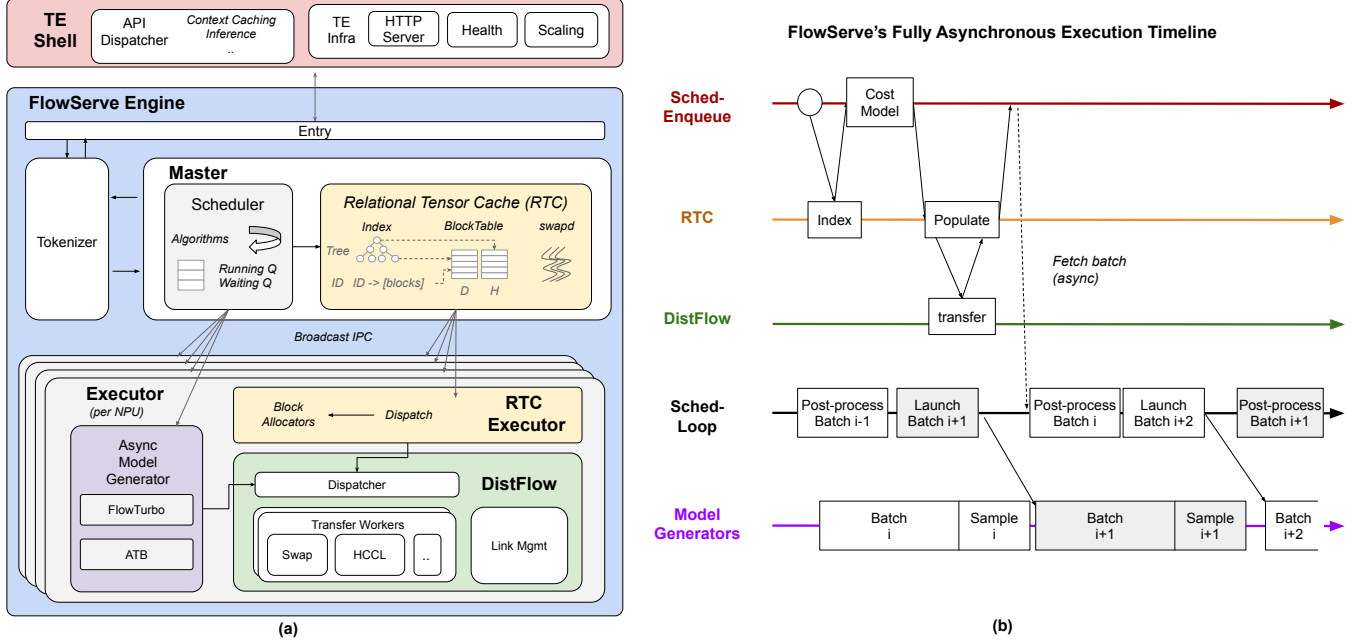 TE
Shell
API
Dispatcher
Context Caching
Inference
..
TE
Infra
HTTP
Server
Health
Scaling
FlowServe Engine
Entry
Tokenizer
Master
Scheduler
Algorithms
Running Q
Waiting Q
Relational Tensor Cache (RTC)
Index
BlockTable
swapd
Tree
ID
ID -> [blocks]
D
H
Broadcast IPC
Executor
(per NPU)
Async
Model
Generator
FlowTurbo
ATB
Block
Allocators
Dispatch
RTC
Executor
DistFlow
Dispatcher
Transfer Workers
Swap
HCCL
..
Link Mgmt
(a)
FlowServe's Fully Asynchronous Execution Timeline
Sched-
Enqueue
Cost
Model
RTC
Index
Populate
Fetch batch
(async)
DistFlow
transfer
Sched-
Loop
Post-process
Batch i-1
Launch
Batch i+1
Post-process
Batch i
Launch
Batch i+2
Post-process
Batch i+1
Model
Generators
Batch
i
Sample
i
Batch
i+1
Sample
i+1
Batch
i+2
(b)